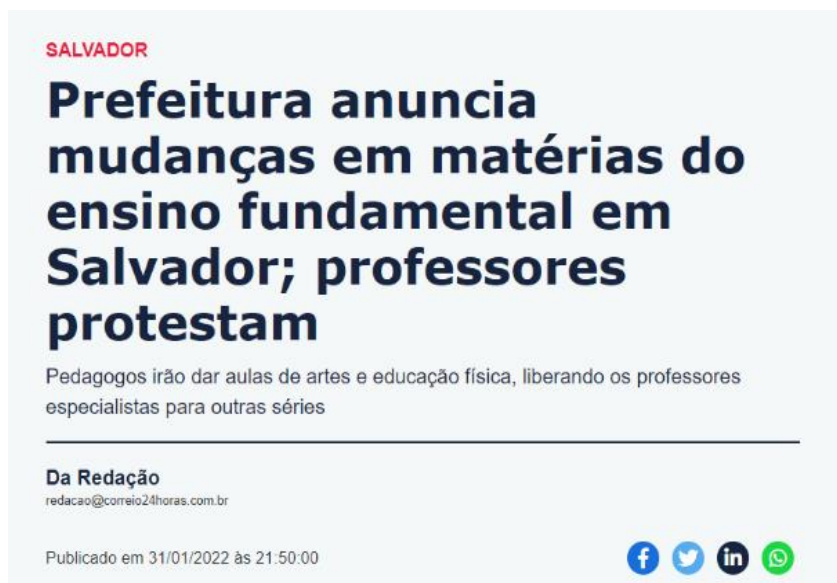 SALVADOR
Prefeitura anuncia
mudanças em matérias do
ensino fundamental em
Salvador; professores
protestam
Pedagogos irão dar aulas de artes e educação física, liberando os professores
especialistas para outras séries
Da Redação
redacao@correio24horas.com.br
Publicado em 31/01/2022 às 21:50:00